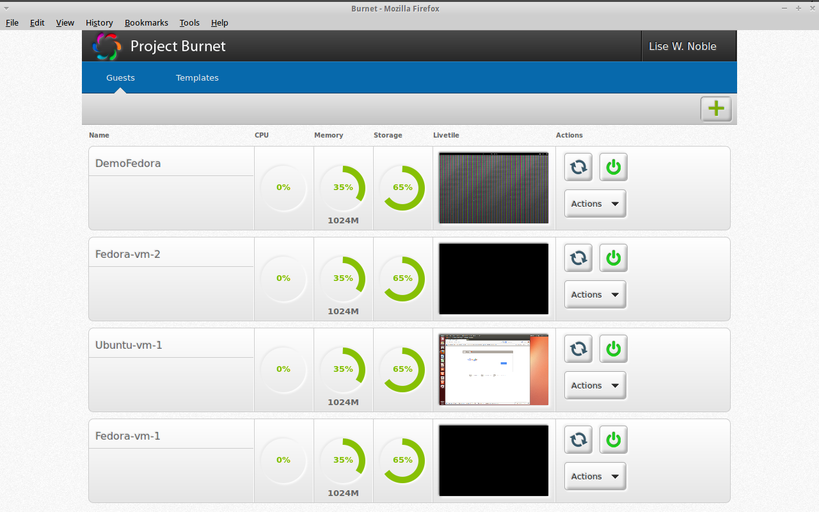 Burnet - Mozilla Firefox
File Edit View History Bookmarks Tools Help
Project Burnet
Lise W. Noble
Guests Templates
Name CPU Memory Storage Livetile Actions
DemoFedora
0% 35% 65%
1024M
Actions
Fedora-vm-2
0% 35% 65%
1024M
Actions
Ubuntu-vm-1
0% 35% 65%
1024M
Actions
Fedora-vm-1
0% 35% 65%
1024M
Actions